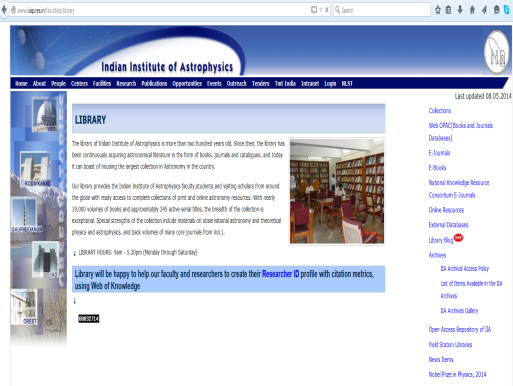 www.iiap.res.in/facilities/library
Search
Indian Institute of Astrophysics
Home About People Centers Facilities Research Publications Opportunities Events Outreach Tenders Tmt India Intranet Login NLST
Last updated 08.05.2014
LIBRARY
The library of Indian Institute of Astrophysics is more than two hundred years old. Since then, the library has
been continuously acquiring astronomical literature in the form of books, journals and catalogues, and today
it can boast of housing the largest collection in Astronomy in the country.
Our library provides the Indian Institute of Astrophysics faculty,students and visiting scholars from around
the globe with ready access to complete collections of print and online astronomy resources. With nearly
19,000 volumes of books and approximately 245 active serial titles, the breadth of the collection is
exceptional. Special strengths of the collection include materials on observational astronomy and theoretical
physics and astrophysics, and back volumes of many core journals from Vol.1.
LIBRARY HOURS: 9am - 5.30pm (Monday through Saturday)
Library will be happy to help our faculty and researchers to create their Researcher ID profile with citation metrics,
using Web of Knowledge
00032714
VBO
KODAIKANAL
GAURIBIDANUR
IAO
CREST
Collections
Web OPAC(Books and Journals
Databases)
E-Journals
E-Books
National Knowledge Resource
Consortium E-Journals
Online Resources
External Databases
Library Blog
Archives
IIA Archival Access Policy
List of Items Available in the IIA
Archives
IIA Archives Gallery
Open Access Repository of IIA
Field Station Libraries
News Items
Nobel Prize in Physics, 2014